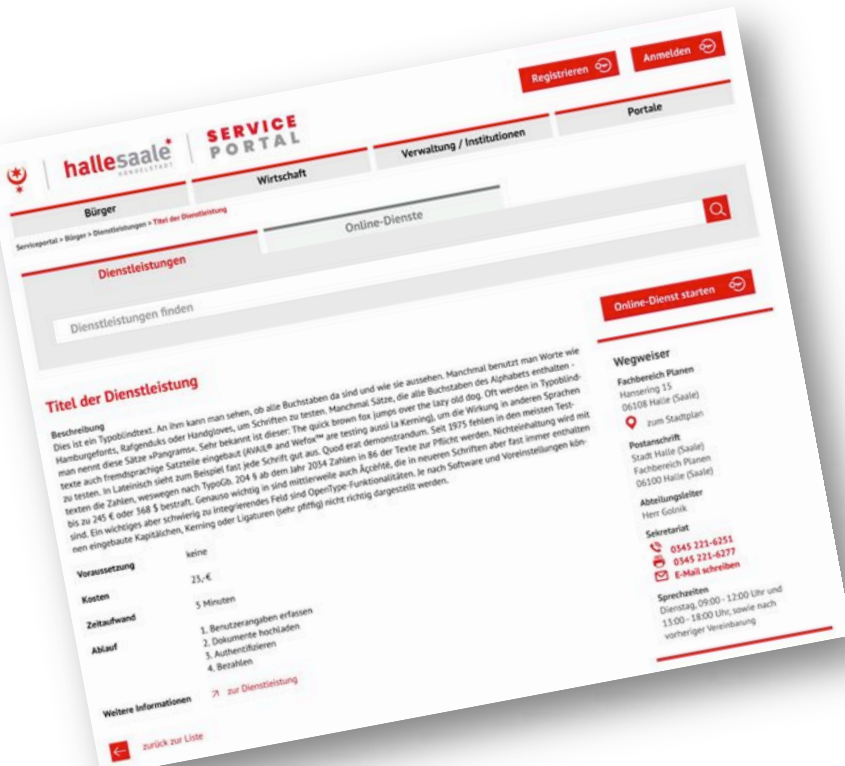 Registrieren
Anmelden
hallesaale*
HÄNDELSTADT
SERVICE
PORTAL
Bürger
Wirtschaft
Verwaltung / Institutionen
Portale
Serviceportal > Bürger > Dienstleistungen > Titel der Dienstleistung
Dienstleistungen
Online-Dienste
Dienstleistungen finden
Online-Dienst starten
Titel der Dienstleistung
Beschreibung
Dies ist ein Typoblindtext. An ihm kann man sehen, ob alle Buchstaben da sind und wie sie aussehen. Manchmal benutzt man Worte wie
Hamburgefonts, Rafgenduks oder Handgloves, um Schriften zu testen. Manchmal Sätze, die alle Buchstaben des Alphabets enthalten -
man nennt diese Sätze »Pangrams«. Sehr bekannt ist dieser: The quick brown fox jumps over the lazy old dog. Oft werden in Typoblind-
texte auch fremdsprachige Satzteile eingebaut (AVAIL® and Wefox™ are testing aussi la Kerning), um die Wirkung in anderen Sprachen
zu testen. In Lateinisch sieht zum Beispiel fast jede Schrift gut aus. Quod erat demonstrandum. Seit 1975 fehlen in den meisten Test-
texten die Zahlen, weswegen nach TypoGb. 204 § ab dem Jahr 2034 Zahlen in 86 der Texte zur Pflicht werden. Nichteinhaltung wird mit
bis zu 245 € oder 368 $ bestraft. Genauso wichtig in sind mittlerweile auch Âçcèñtë, die in neueren Schriften aber fast immer enthalten
sind. Ein wichtiges aber schwierig zu integrierendes Feld sind OpenType-Funktionalitäten. Je nach Software und Voreinstellungen kön-
nen eingebaute Kapitälchen, Kerning oder Ligaturen (sehr pfiffig) nicht richtig dargestellt werden.
Voraussetzung keine
Kosten 23,-€
Zeitaufwand 5 Minuten
Ablauf 1. Benutzerangaben erfassen
2. Dokumente hochladen
3. Authentifizieren
4. Bezahlen
Weitere Informationen zur Dienstleistung
zurück zur Liste
Wegweiser
Fachbereich Planen
Hansering 15
06108 Halle (Saale)
zum Stadtplan
Postanschrift
Stadt Halle (Saale)
Fachbereich Planen
06100 Halle (Saale)
Abteilungsleiter
Herr Golnik
Sekretariat
0345 221-6251
0345 221-6277
E-Mail schreiben
Sprechzeiten
Dienstag, 09:00 - 12:00 Uhr und
13:00 - 18:00 Uhr, sowie nach
vorheriger Vereinbarung